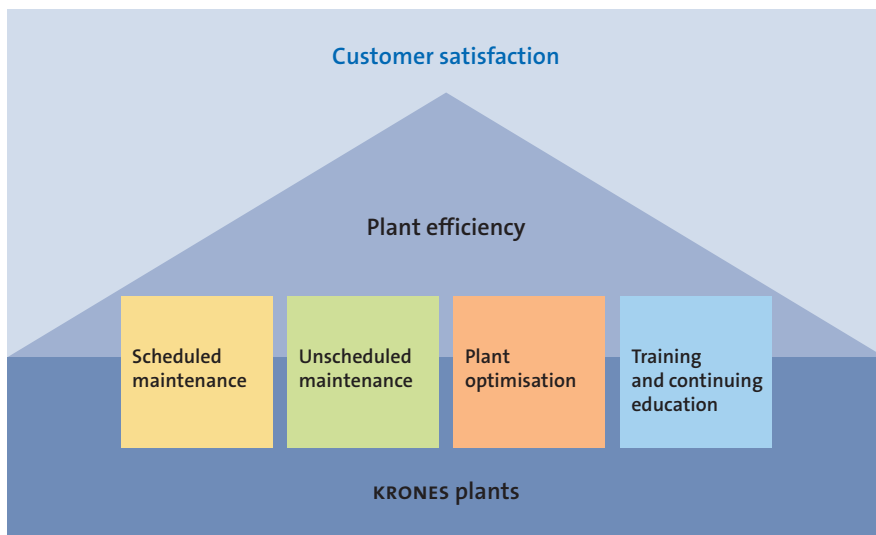 Customer satisfaction
Plant efficiency
Scheduled
maintenance
Unscheduled
maintenance
Plant
optimisation
Training
and continuing
education
KRONES plants